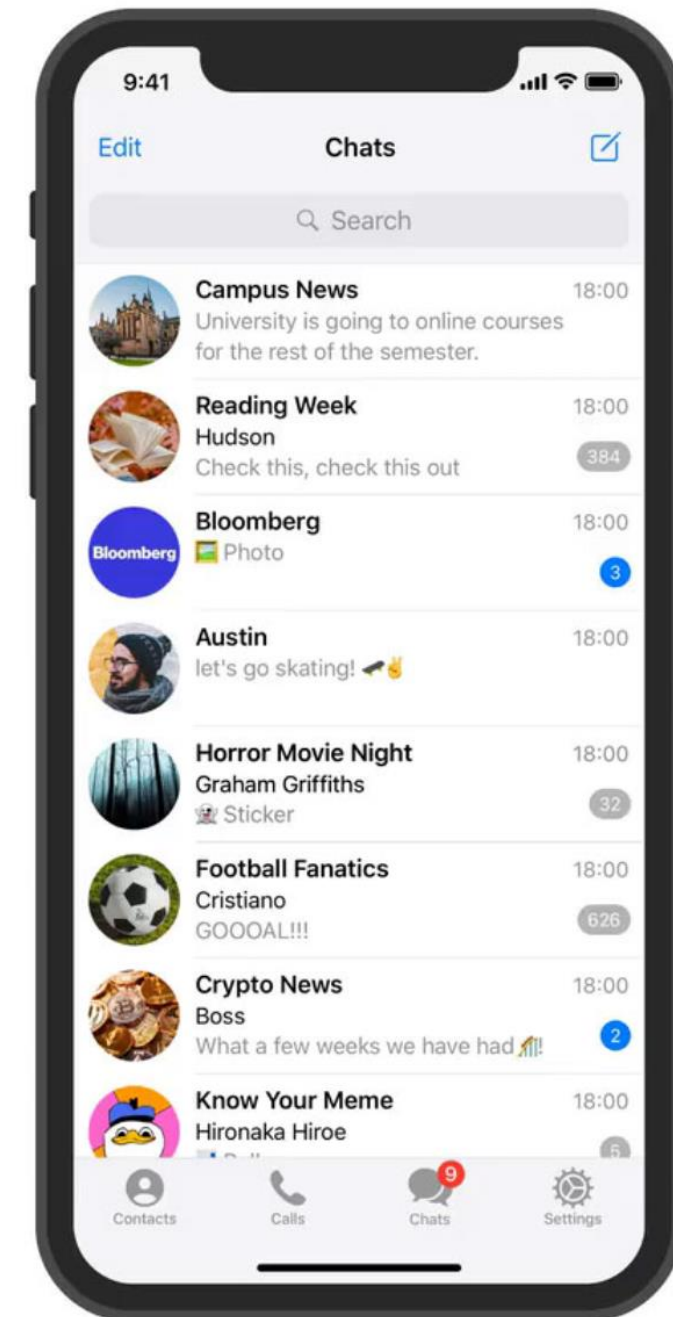 9:41
Edit
Chats
Search
Campus News 18:00
University is going to online courses
for the rest of the semester.
Reading Week 18:00
Hudson
Check this, check this out 384
Bloomberg
Bloomberg 18:00
🖼️ Photo
3
Austin 18:00
let's go skating! 🛹✌️
Horror Movie Night 18:00
Graham Griffiths
👻 Sticker 32
Football Fanatics 18:00
Cristiano
GOOOAL!!! 626
Crypto News 18:00
Boss
What a few weeks we have had 🎢! 2
Know Your Meme 18:00
Hironaka Hiroe
5
9
Contacts Calls Chats Settings